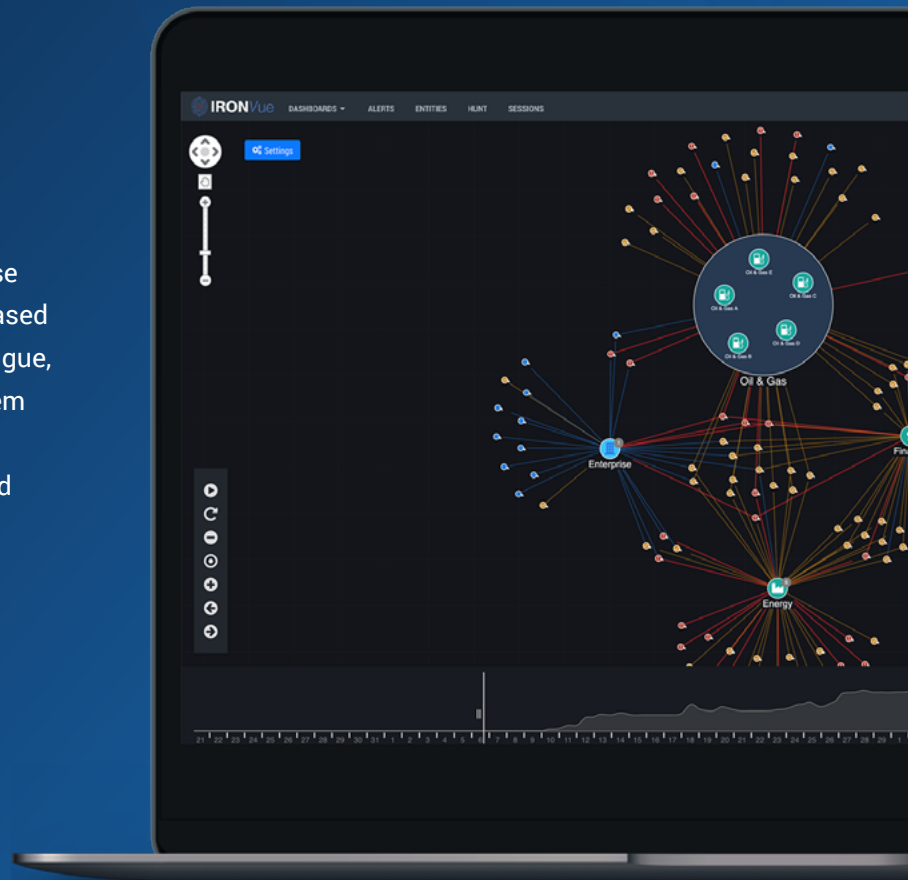 se
ased
gue,
em
d
IRONVue DASHBOARDS ALERTS ENTITIES HUNT SESSIONS
Settings
Oil & Gas E
Oil & Gas C
Oil & Gas A
Oil & Gas D
Oil & Gas B
Oil & Gas
Enterprise
Fina
Energy
21 22 23 24 25 26 27 28 29 30 31 1 2 3 4 5 6 7 8 9 10 11 12 13 14 15 16 17 18 19 20 21 22 23 24 25 26 27 28 29 1